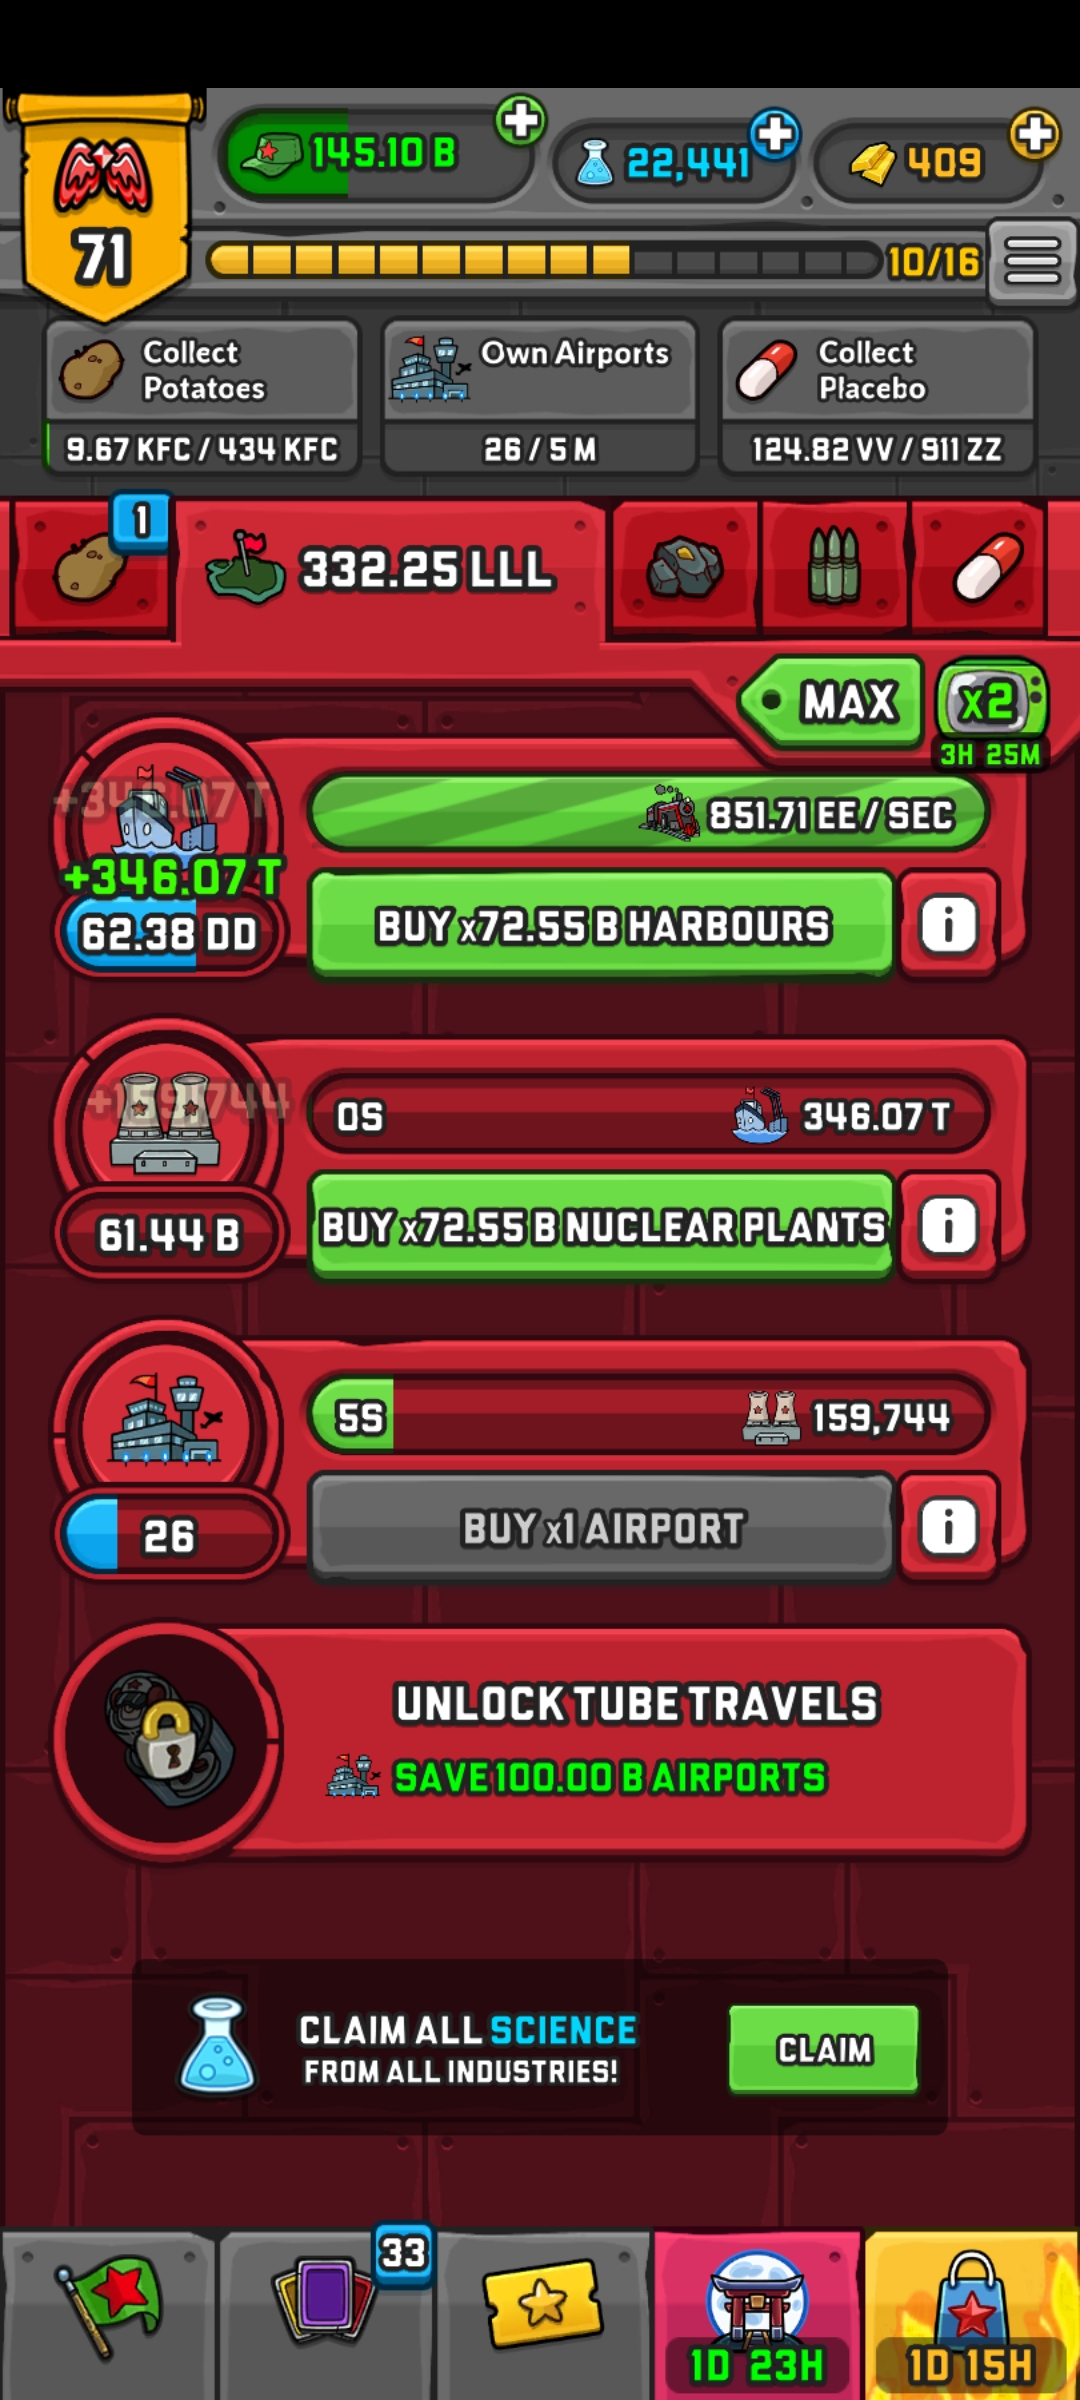 145.10 B
22,441
409
71
10/16
Collect
Potatoes
Own Airports
Collect
Placebo
9.67 KFC / 434 KFC
26 / 5 M
124.82 VV / 911 ZZ
1
332.25 LLL
MAX
x2
3H 25M
+346.07 T
851.71 EE / SEC
+346.07 T
62.38 DD
BUY x72.55 B HARBOURS
i
+159,744
0S
346.07 T
61.44 B
BUY x72.55 B NUCLEAR PLANTS
i
5S
159,744
26
BUY x1 AIRPORT
i
UNLOCK TUBE TRAVELS
SAVE 100.00 B AIRPORTS
CLAIM ALL SCIENCE
FROM ALL INDUSTRIES!
CLAIM
33
1D 23H
1D 15H